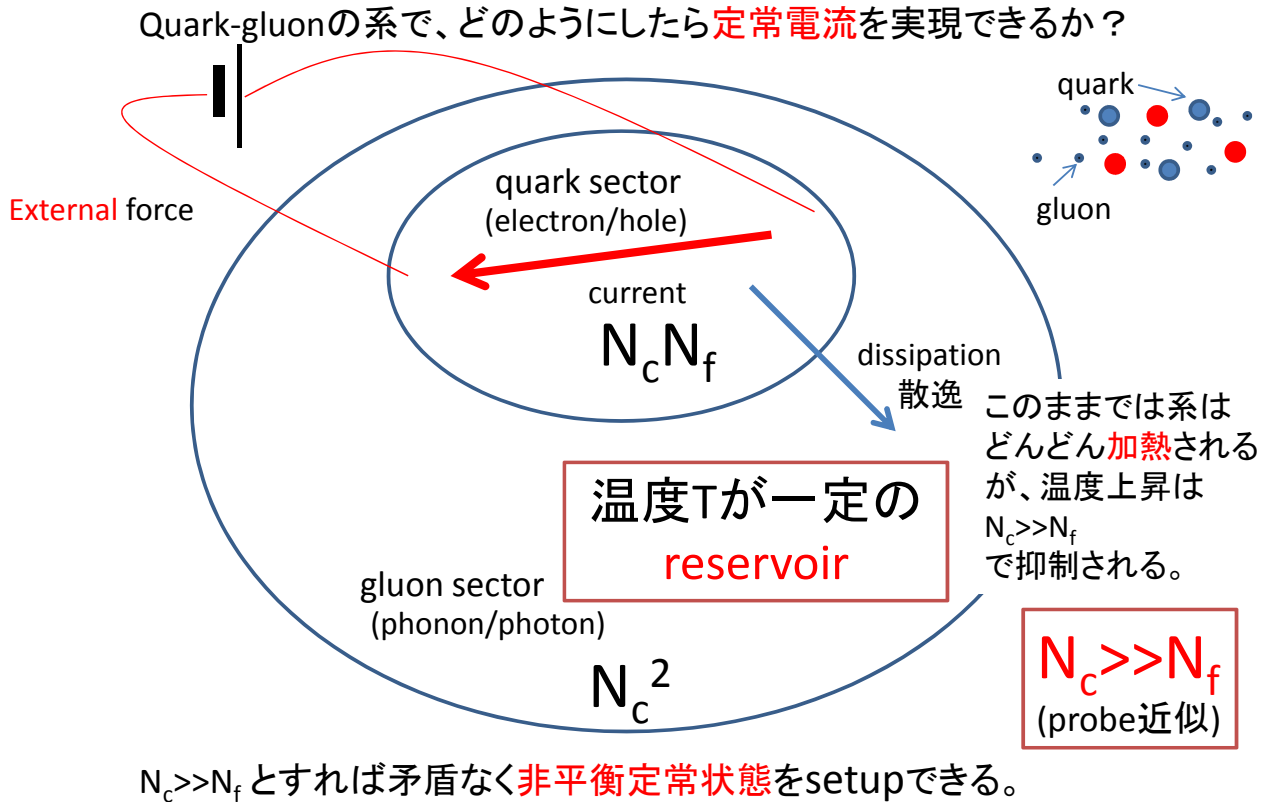 Quark-gluonの系で、どのようにしたら定常電流を実現できるか？
quark
gluon
External force
quark sector
(electron/hole)
current
NcNf
dissipation
散逸
このままでは系は
どんどん加熱される
が、温度上昇は
Nc>>Nf
で抑制される。
温度Tが一定の
reservoir
gluon sector
(phonon/photon)
Nc²
Nc>>Nf
(probe近似)
Nc>>Nf とすれば矛盾なく非平衡定常状態をsetupできる。